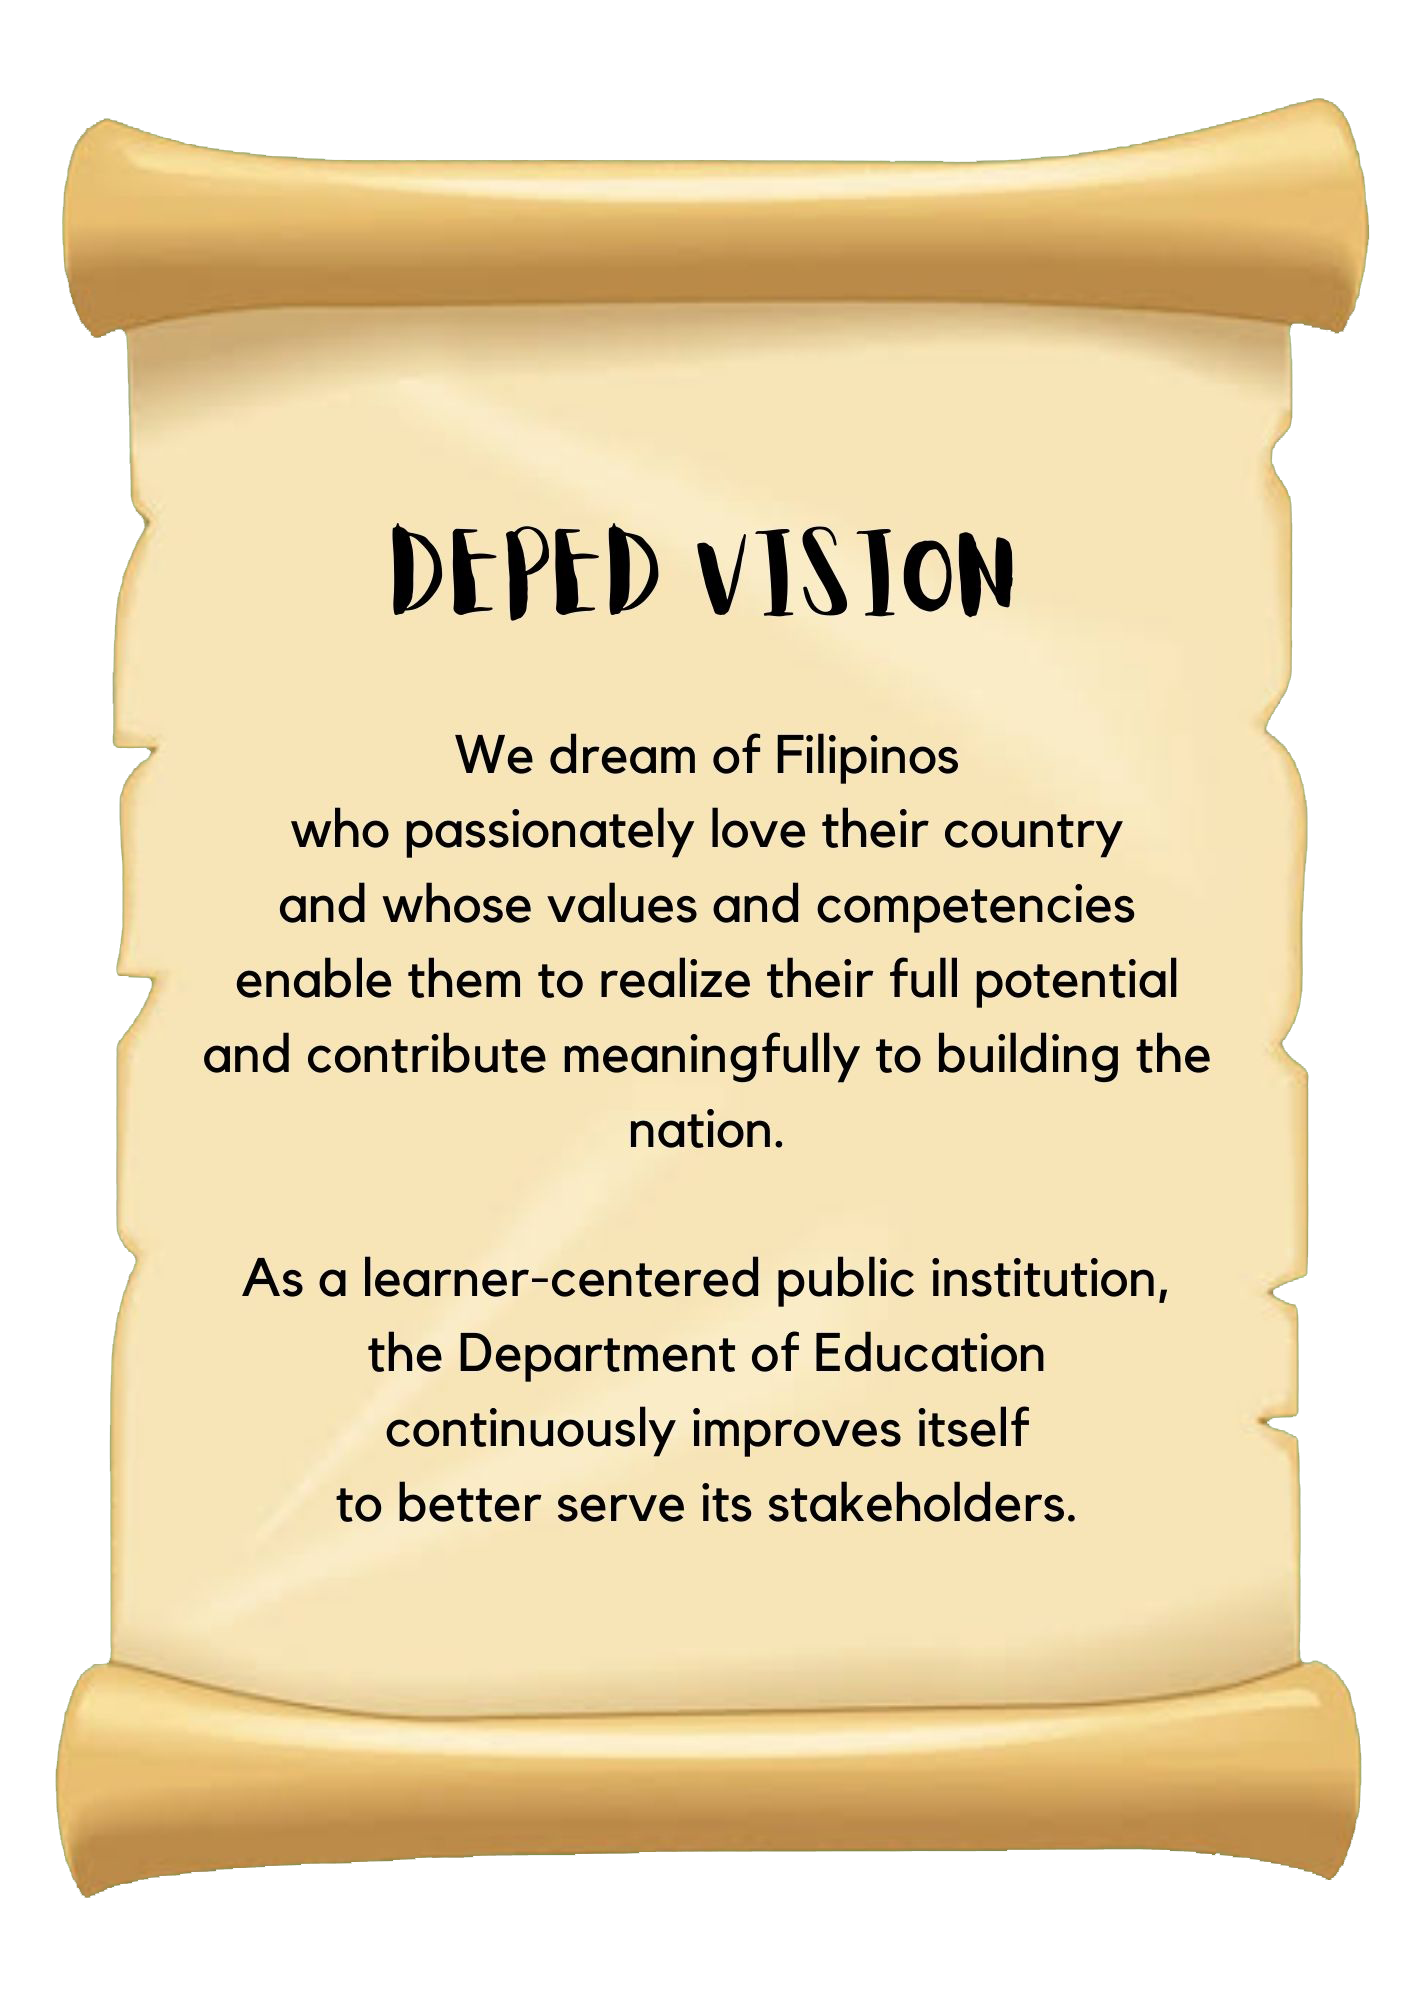 DEPED VISION
We dream of Filipinos
who passionately love their country
and whose values and competencies
enable them to realize their full potential
and contribute meaningfully to building the
nation.
As a learner-centered public institution,
the Department of Education
continuously improves itself
to better serve its stakeholders.